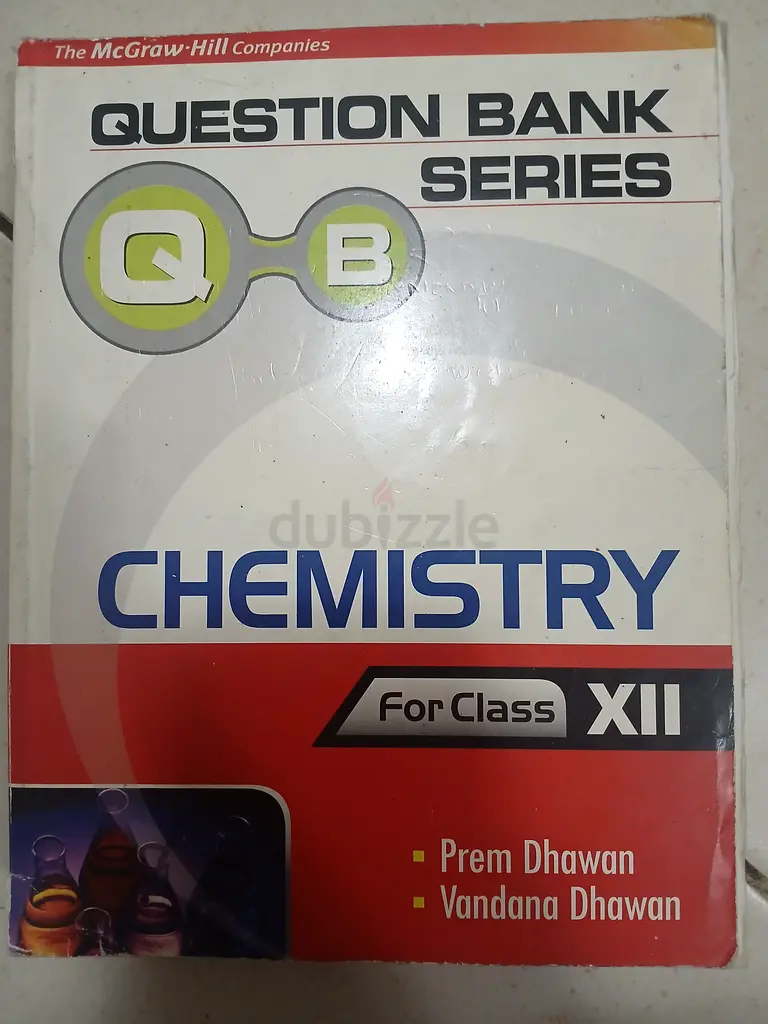 The McGraw·Hill Companies
QUESTION BANK
SERIES
Q B
dubizzle
CHEMISTRY
For Class XII
Prem Dhawan
Vandana Dhawan